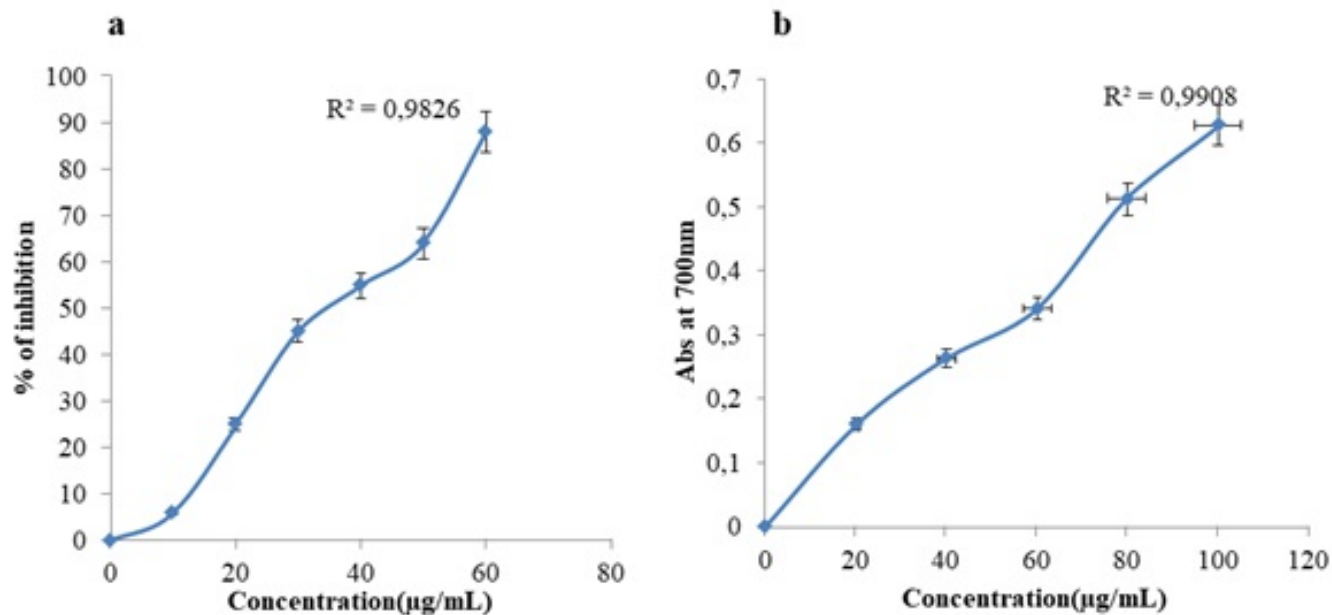 a
% of inhibition
100
90
80
70
60
50
40
30
20
10
0
R² = 0,9826
0 20 40 60 80
Concentration(µg/mL)
b
Abs at 700nm
0,7
0,6
0,5
0,4
0,3
0,2
0,1
0
R² = 0,9908
0 20 40 60 80 100 120
Concentration(µg/mL)